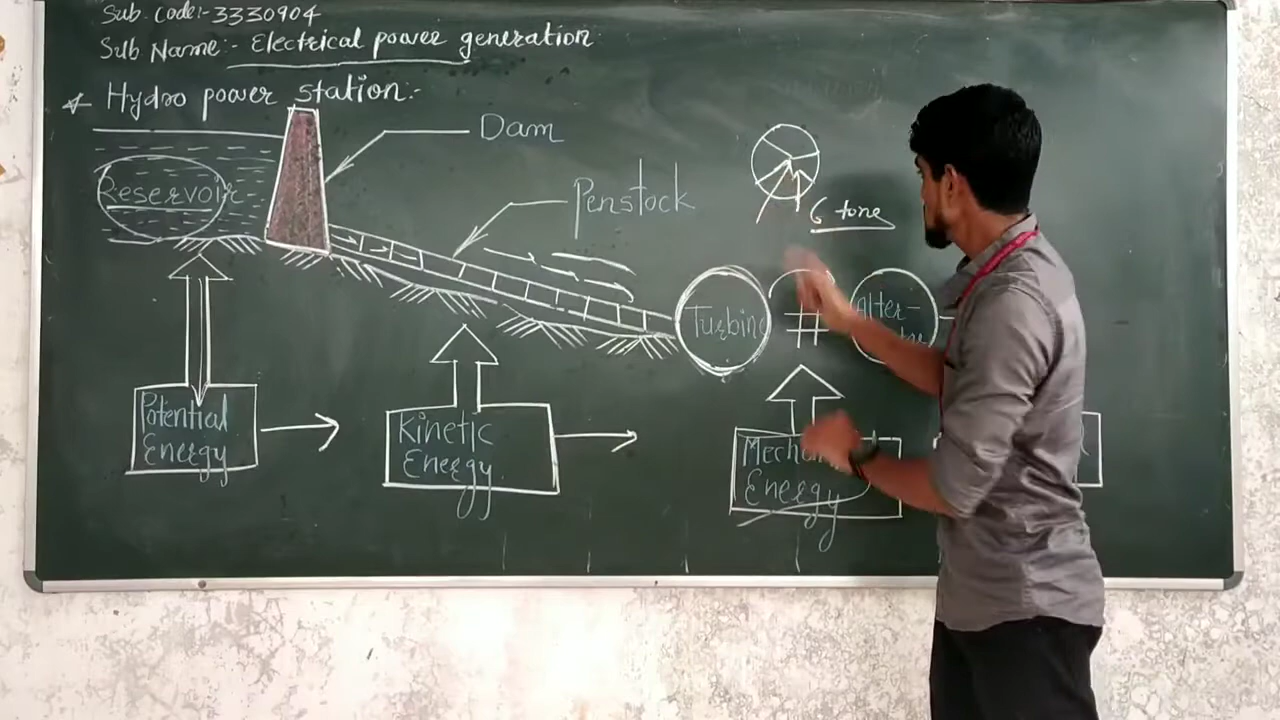 Sub. Code:- 3330904
Sub Name:- Electrical power generation
Hydro power station:-
Dam
Reservoir
Penstock
6 tone
Turbine
Alter-
Potential
Energy
Kinetic
Energy
Energy